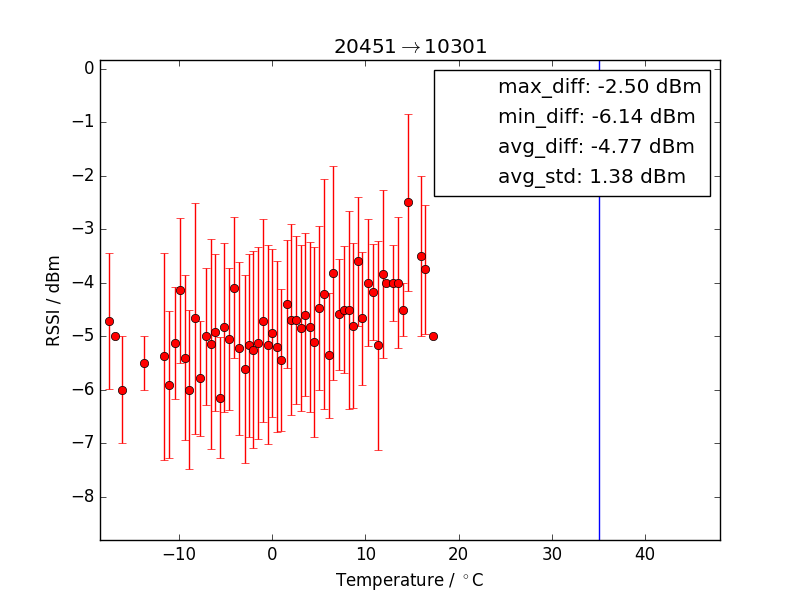 20451→10301
max_diff: -2.50 dBm
min_diff: -6.14 dBm
avg_diff: -4.77 dBm
avg_std: 1.38 dBm
RSSI / dBm
0
−1
−2
−3
−4
−5
−6
−7
−8
−10 0 10 20 30 40
Temperature / °C